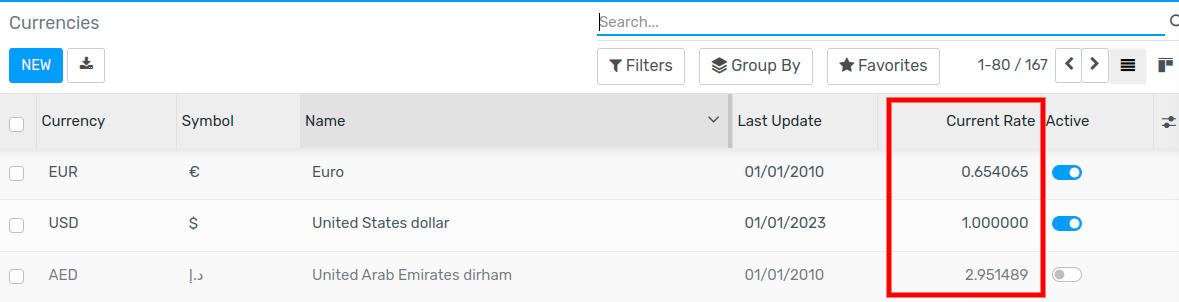 Currencies
Search...
NEW
Filters
Group By
Favorites
1-80 / 167
Currency Symbol Name Last Update Current Rate Active
EUR € Euro 01/01/2010 0.654065
USD $ United States dollar 01/01/2023 1.000000
AED د.إ United Arab Emirates dirham 01/01/2010 2.951489